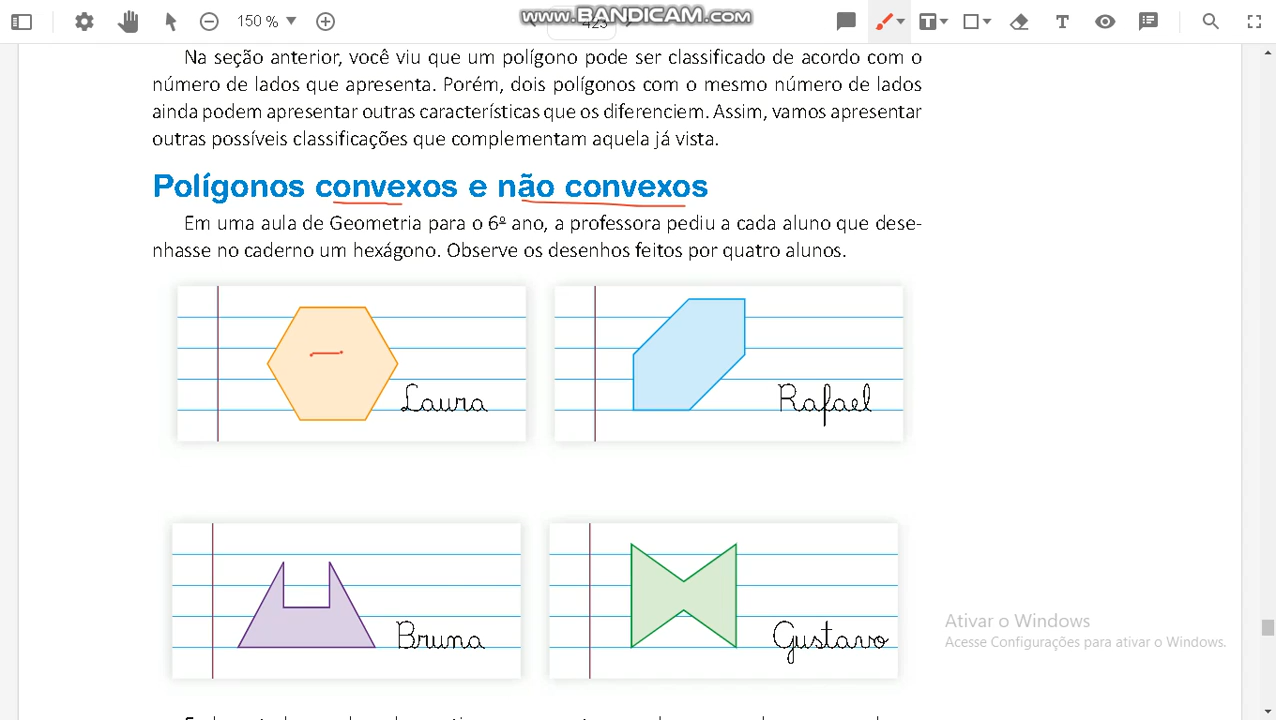 150 %
www.BANDICAM.com
Na seção anterior, você viu que um polígono pode ser classificado de acordo com o
número de lados que apresenta. Porém, dois polígonos com o mesmo número de lados
ainda podem apresentar outras características que os diferenciem. Assim, vamos apresentar
outras possíveis classificações que complementam aquela já vista.
Polígonos convexos e não convexos
Em uma aula de Geometria para o 6º ano, a professora pediu a cada aluno que dese-
nhasse no caderno um hexágono. Observe os desenhos feitos por quatro alunos.
Laura
Rafael
Bruna
Gustavo
Ativar o Windows
Acesse Configurações para ativar o Windows.